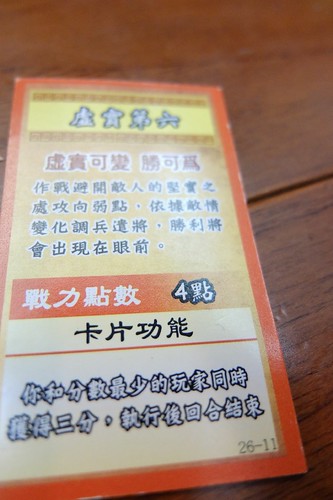 虛實第六
虛實可變 勝可爲
作戰避開敵人的堅實之
處攻向弱點，依據敵情
變化調兵遣將，勝利將
會出現在眼前。
戰力點數 4點
卡片功能
你和分數最少的玩家同時
獲得三分，執行後回合結束
26-11